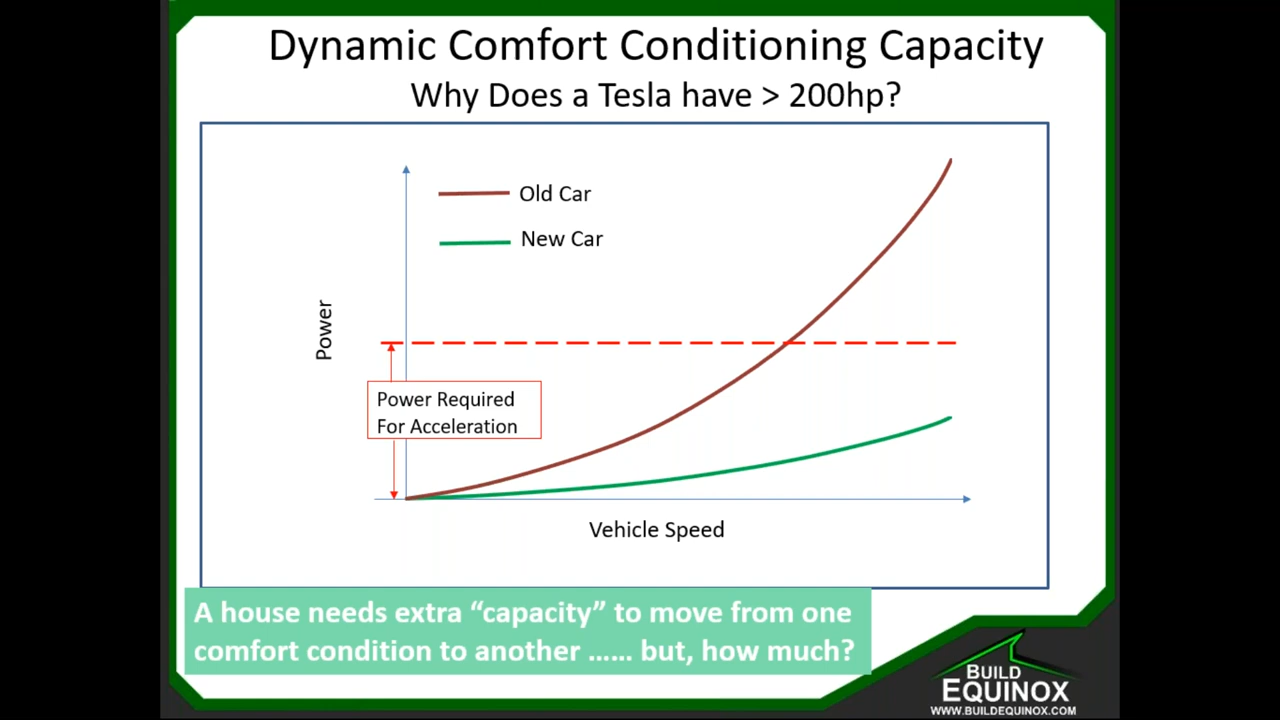 Dynamic Comfort Conditioning Capacity
Why Does a Tesla have > 200hp?
Old Car
New Car
Power
Power Required
For Acceleration
Vehicle Speed
A house needs extra “capacity” to move from one
comfort condition to another …… but, how much?
BUILD
EQUINOX
WWW.BUILDEQUINOX.COM